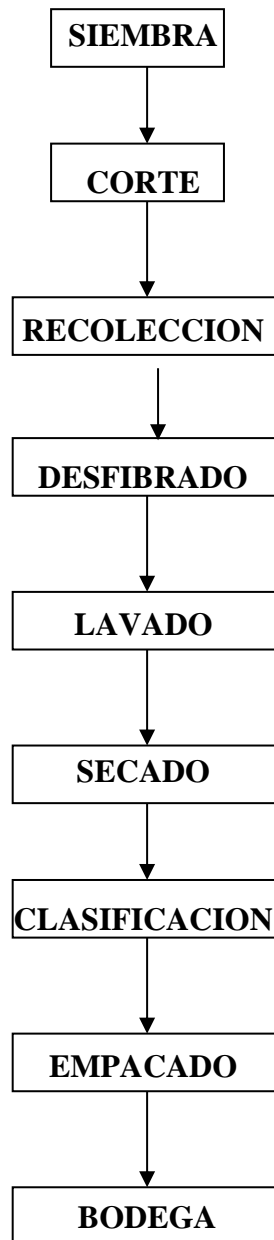 SIEMBRA
CORTE
RECOLECCION
DESFIBRADO
LAVADO
SECADO
CLASIFICACION
EMPACADO
BODEGA